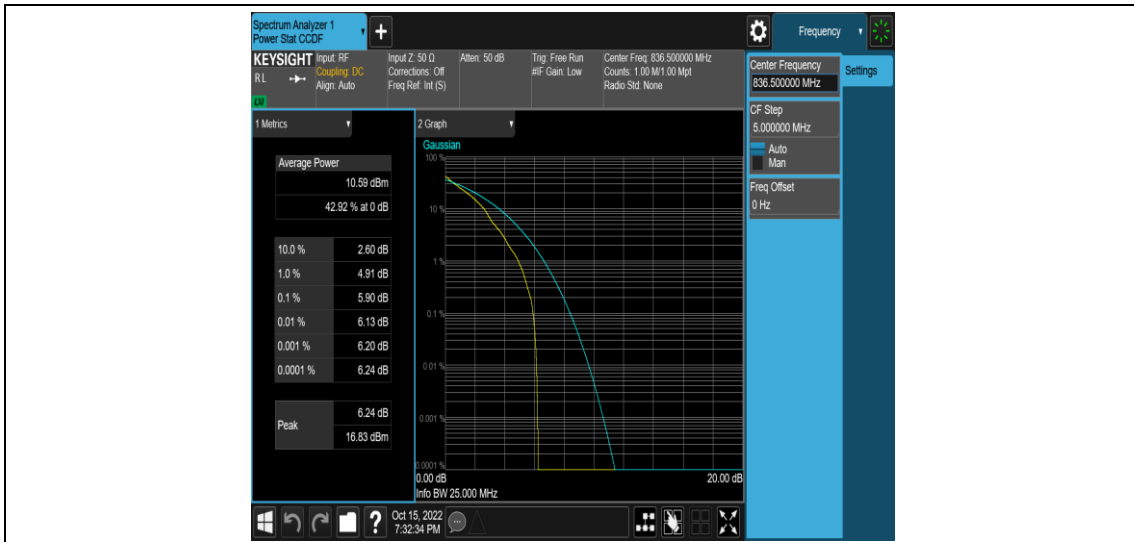 Spectrum Analyzer 1
Power Stat CCDF
+
Frequency
KEYSIGHT
RL
LXI
Input: RF
Coupling: DC
Align: Auto
Input Z: 50 Ω
Corrections: Off
Freq Ref: Int (S)
Atten: 50 dB
Trig: Free Run
#IF Gain: Low
Center Freq: 836.500000 MHz
Counts: 1.00 M/1.00 Mpt
Radio Std: None
Center Frequency
836.500000 MHz
Settings
CF Step
5.000000 MHz
Auto
Man
Freq Offset
0 Hz
1 Metrics
Average Power
10.59 dBm
42.92 % at 0 dB
10.0 % 2.60 dB
1.0 % 4.91 dB
0.1 % 5.90 dB
0.01 % 6.13 dB
0.001 % 6.20 dB
0.0001 % 6.24 dB
Peak
6.24 dB
16.83 dBm
2 Graph
Gaussian
100 %
10 %
1 %
0.1 %
0.01 %
0.001 %
0.0001 %
0.00 dB 20.00 dB
Info BW 25.000 MHz
?
Oct 15, 2022
7:32:34 PM